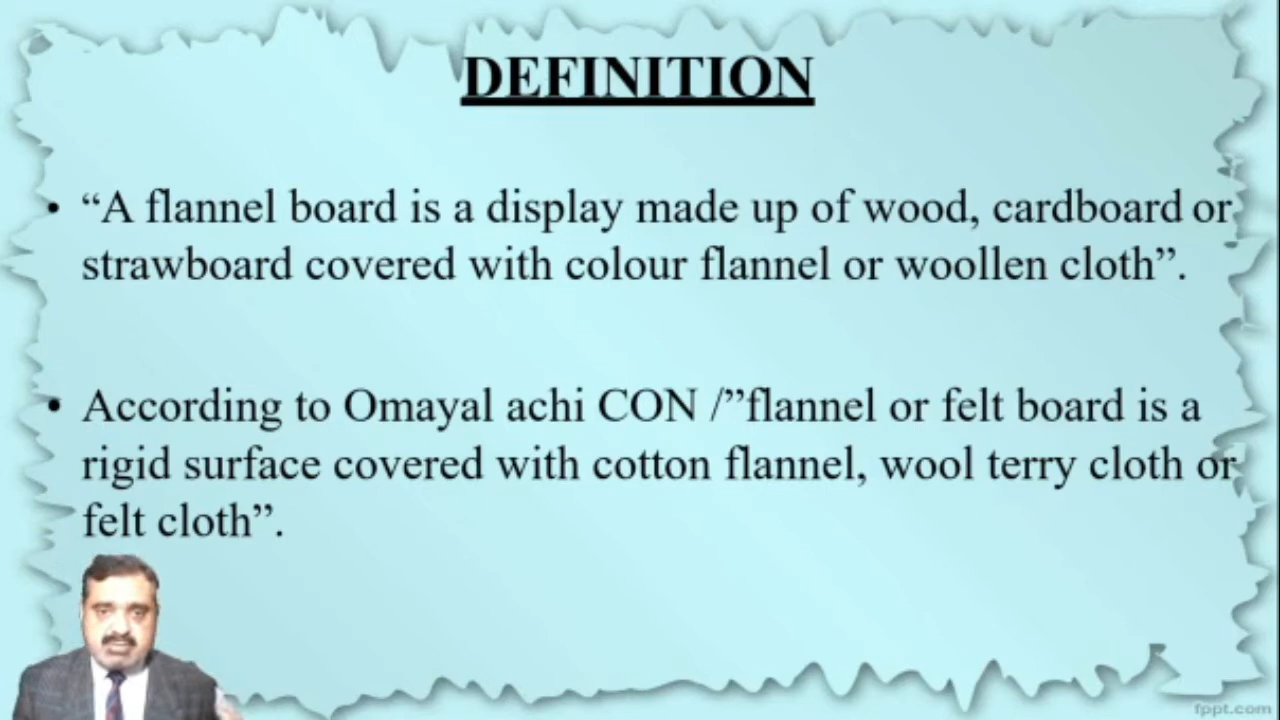 DEFINITION
• “A flannel board is a display made up of wood, cardboard or
strawboard covered with colour flannel or woollen cloth”.
• According to Omayal achi CON /”flannel or felt board is a
rigid surface covered with cotton flannel, wool terry cloth or
felt cloth”.
fppt.com